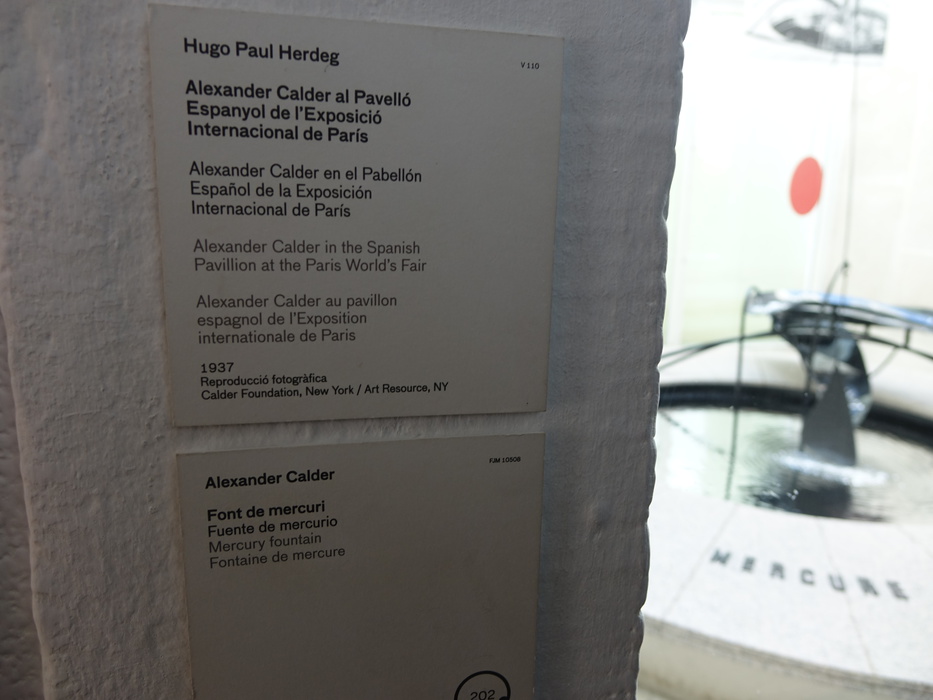 Hugo Paul Herdeg
V 110
Alexander Calder al Pavelló
Espanyol de l'Exposició
Internacional de París
Alexander Calder en el Pabellón
Español de la Exposición
Internacional de París
Alexander Calder in the Spanish
Pavillion at the Paris World's Fair
Alexander Calder au pavillon
espagnol de l'Exposition
internationale de Paris
1937
Reproducció fotogràfica
Calder Foundation, New York / Art Resource, NY
Alexander Calder
FJM 10506
Font de mercuri
Fuente de mercurio
Mercury fountain
Fontaine de mercure
202
MERCURE